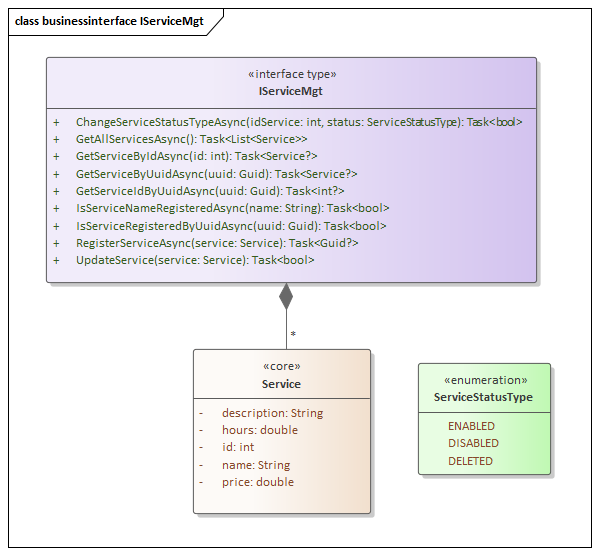 class businessinterface IServiceMgt
«interface type»
IServiceMgt
+ ChangeServiceStatusTypeAsync(idService: int, status: ServiceStatusType): Task<bool>
+ GetAllServicesAsync(): Task<List<Service>>
+ GetServiceByIdAsync(id: int): Task<Service?>
+ GetServiceByUuidAsync(uuid: Guid): Task<Service?>
+ GetServiceIdByUuidAsync(uuid: Guid): Task<int?>
+ IsServiceNameRegisteredAsync(name: String): Task<bool>
+ IsServiceRegisteredByUuidAsync(uuid: Guid): Task<bool>
+ RegisterServiceAsync(service: Service): Task<Guid?>
+ UpdateService(service: Service): Task<bool>
*
«core»
Service
- description: String
- hours: double
- id: int
- name: String
- price: double
«enumeration»
ServiceStatusType
ENABLED
DISABLED
DELETED